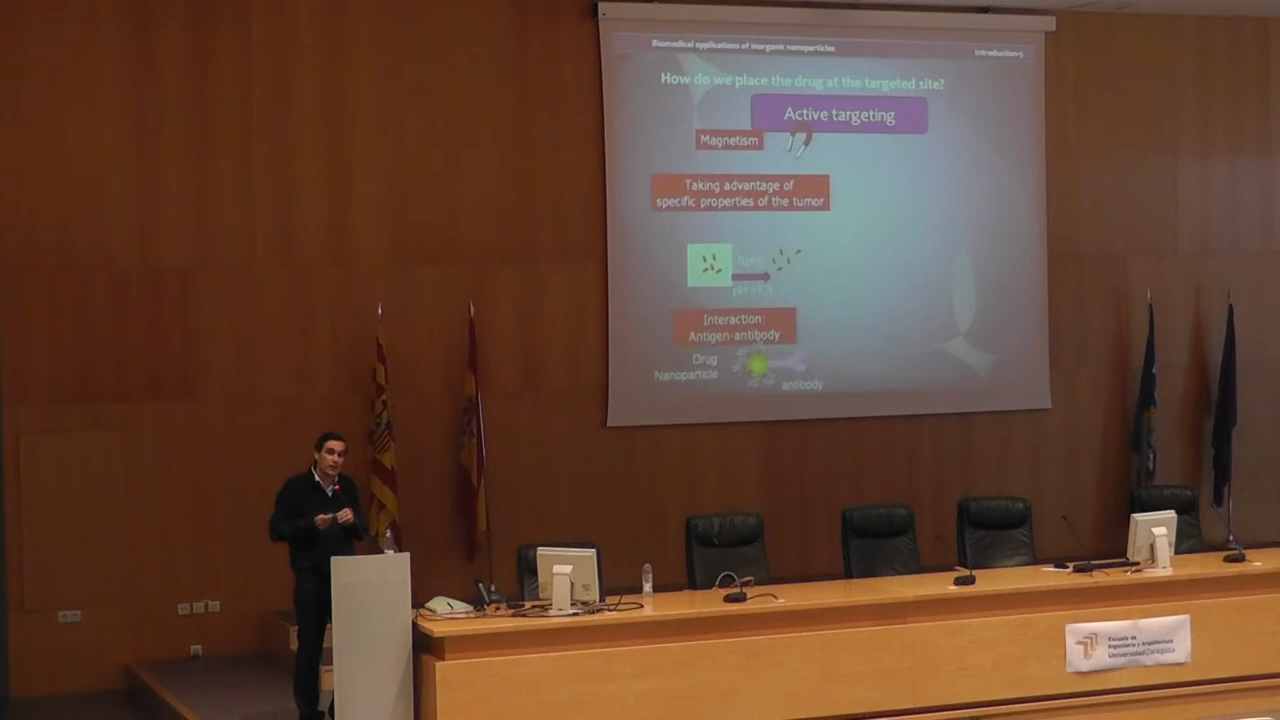 Biomedical applications of inorganic nanoparticles
Introduction-5
How do we place the drug at the targeted site?
Active targeting
Magnetism
Taking advantage of
specific properties of the tumor
Interaction:
Antigen-antibody
Drug
Nanoparticle
antibody
Escuela de
Ingeniería y Arquitectura
Universidad Zaragoza